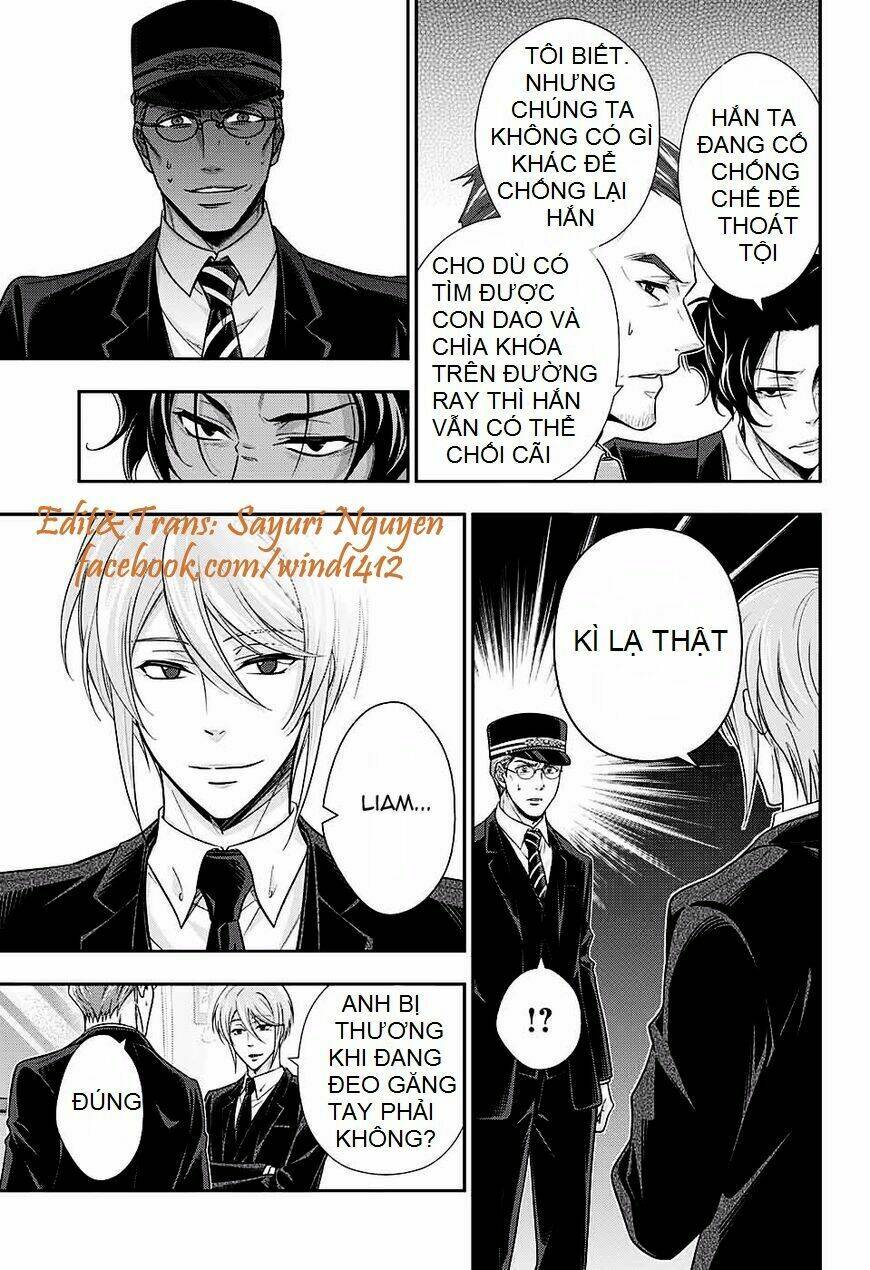 HẮN TA
ĐANG CỐ
CHỐNG
CHẾ ĐỂ
THOÁT
TỘI
TÔI BIẾT.
NHƯNG
CHÚNG TA
KHÔNG CÓ GÌ
KHÁC ĐỂ
CHỐNG LẠI
HẮN
CHO DÙ CÓ
TÌM ĐƯỢC
CON DAO VÀ
CHÌA KHÓA
TRÊN ĐƯỜNG
RAY THÌ HẮN
VẪN CÓ THỂ
CHỐI CÃI
Edit&Trans: Sayuri Nguyen
facebook.com/wind1412
KÌ LẠ THẬT
!?
LIAM...
ANH BỊ
THƯƠNG
KHI ĐANG
ĐEO GĂNG
TAY PHẢI
KHÔNG?
ĐÚNG